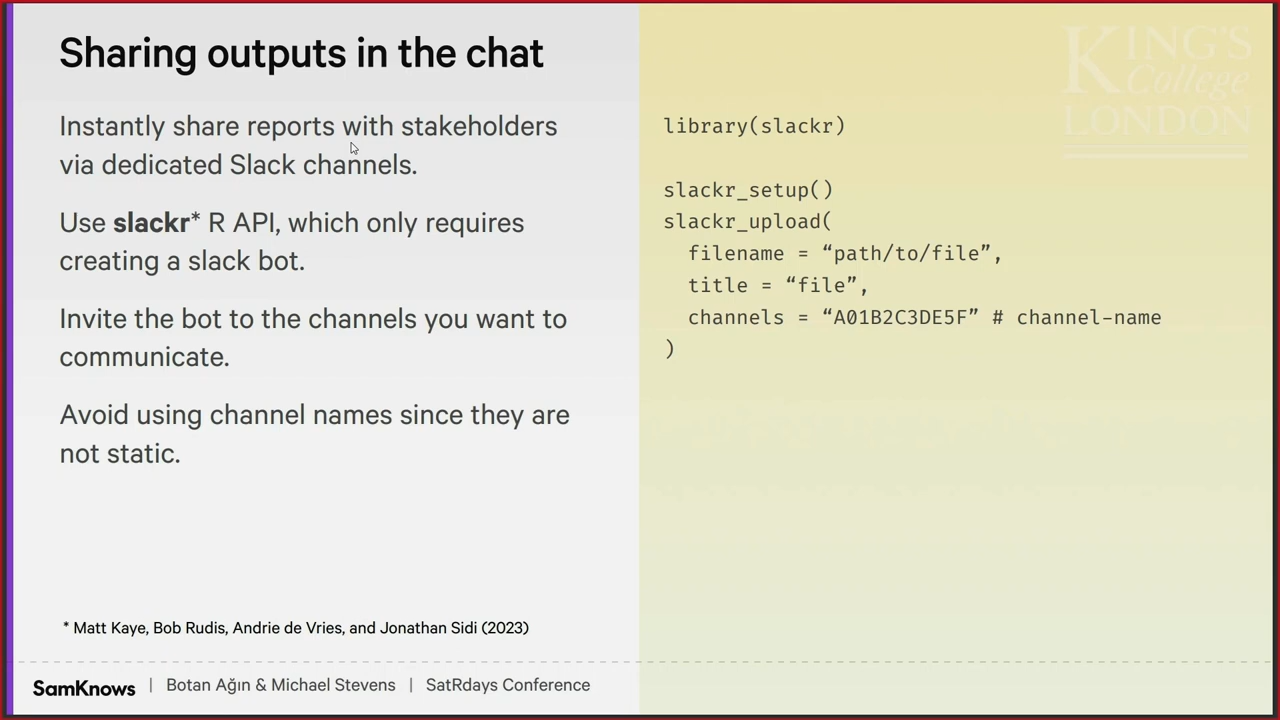 Sharing outputs in the chat
Instantly share reports with stakeholders
via dedicated Slack channels.
Use slackr* R API, which only requires
creating a slack bot.
Invite the bot to the channels you want to
communicate.
Avoid using channel names since they are
not static.
* Matt Kaye, Bob Rudis, Andrie de Vries, and Jonathan Sidi (2023)
KING'S
College
LONDON
library(slackr)
slackr_setup()
slackr_upload(
  filename = “path/to/file”,
  title = “file”,
  channels = “A01B2C3DE5F” # channel-name
)
SamKnows | Botan Ağın & Michael Stevens | SatRdays Conference